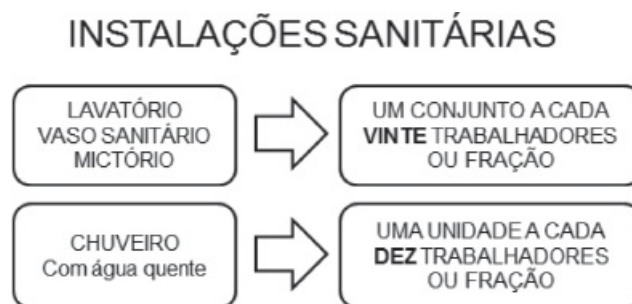 INSTALAÇÕES SANITÁRIAS
LAVATÓRIO
VASO SANITÁRIO
MICTÓRIO
UM CONJUNTO A CADA
VINTE TRABALHADORES
OU FRAÇÃO
CHUVEIRO
Com água quente
UMA UNIDADE A CADA
DEZ TRABALHADORES
OU FRAÇÃO